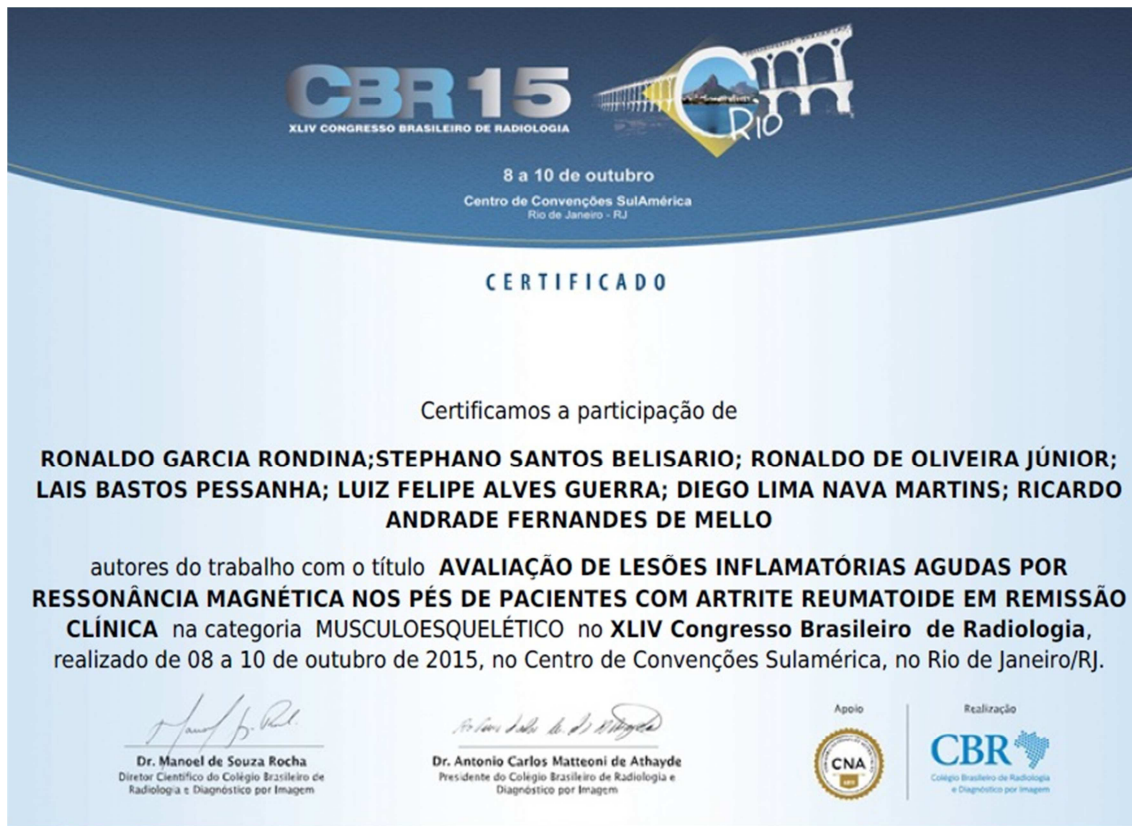 CBR 15
XLIV CONGRESSO BRASILEIRO DE RADIOLOGIA
RIO
8 a 10 de outubro
Centro de Convenções SulAmérica
Rio de Janeiro - RJ
CERTIFICADO
Certificamos a participação de
RONALDO GARCIA RONDINA;STEPHANO SANTOS BELISARIO; RONALDO DE OLIVEIRA JÚNIOR;
LAIS BASTOS PESSANHA; LUIZ FELIPE ALVES GUERRA; DIEGO LIMA NAVA MARTINS; RICARDO
ANDRADE FERNANDES DE MELLO
autores do trabalho com o título AVALIAÇÃO DE LESÕES INFLAMATÓRIAS AGUDAS POR
RESSONÂNCIA MAGNÉTICA NOS PÉS DE PACIENTES COM ARTRITE REUMATOIDE EM REMISSÃO
CLÍNICA na categoria MUSCULOESQUELÉTICO no XLIV Congresso Brasileiro de Radiologia,
realizado de 08 a 10 de outubro de 2015, no Centro de Convenções Sulamérica, no Rio de Janeiro/RJ.
Dr. Manoel de Souza Rocha
Diretor Científico do Colégio Brasileiro de
Radiologia e Diagnóstico por Imagem
Dr. Antonio Carlos Matteoni de Athayde
Presidente do Colégio Brasileiro de Radiologia e
Diagnóstico por Imagem
Apoio
CNA
Realização
CBR
Colégio Brasileiro de Radiologia
e Diagnóstico por Imagem